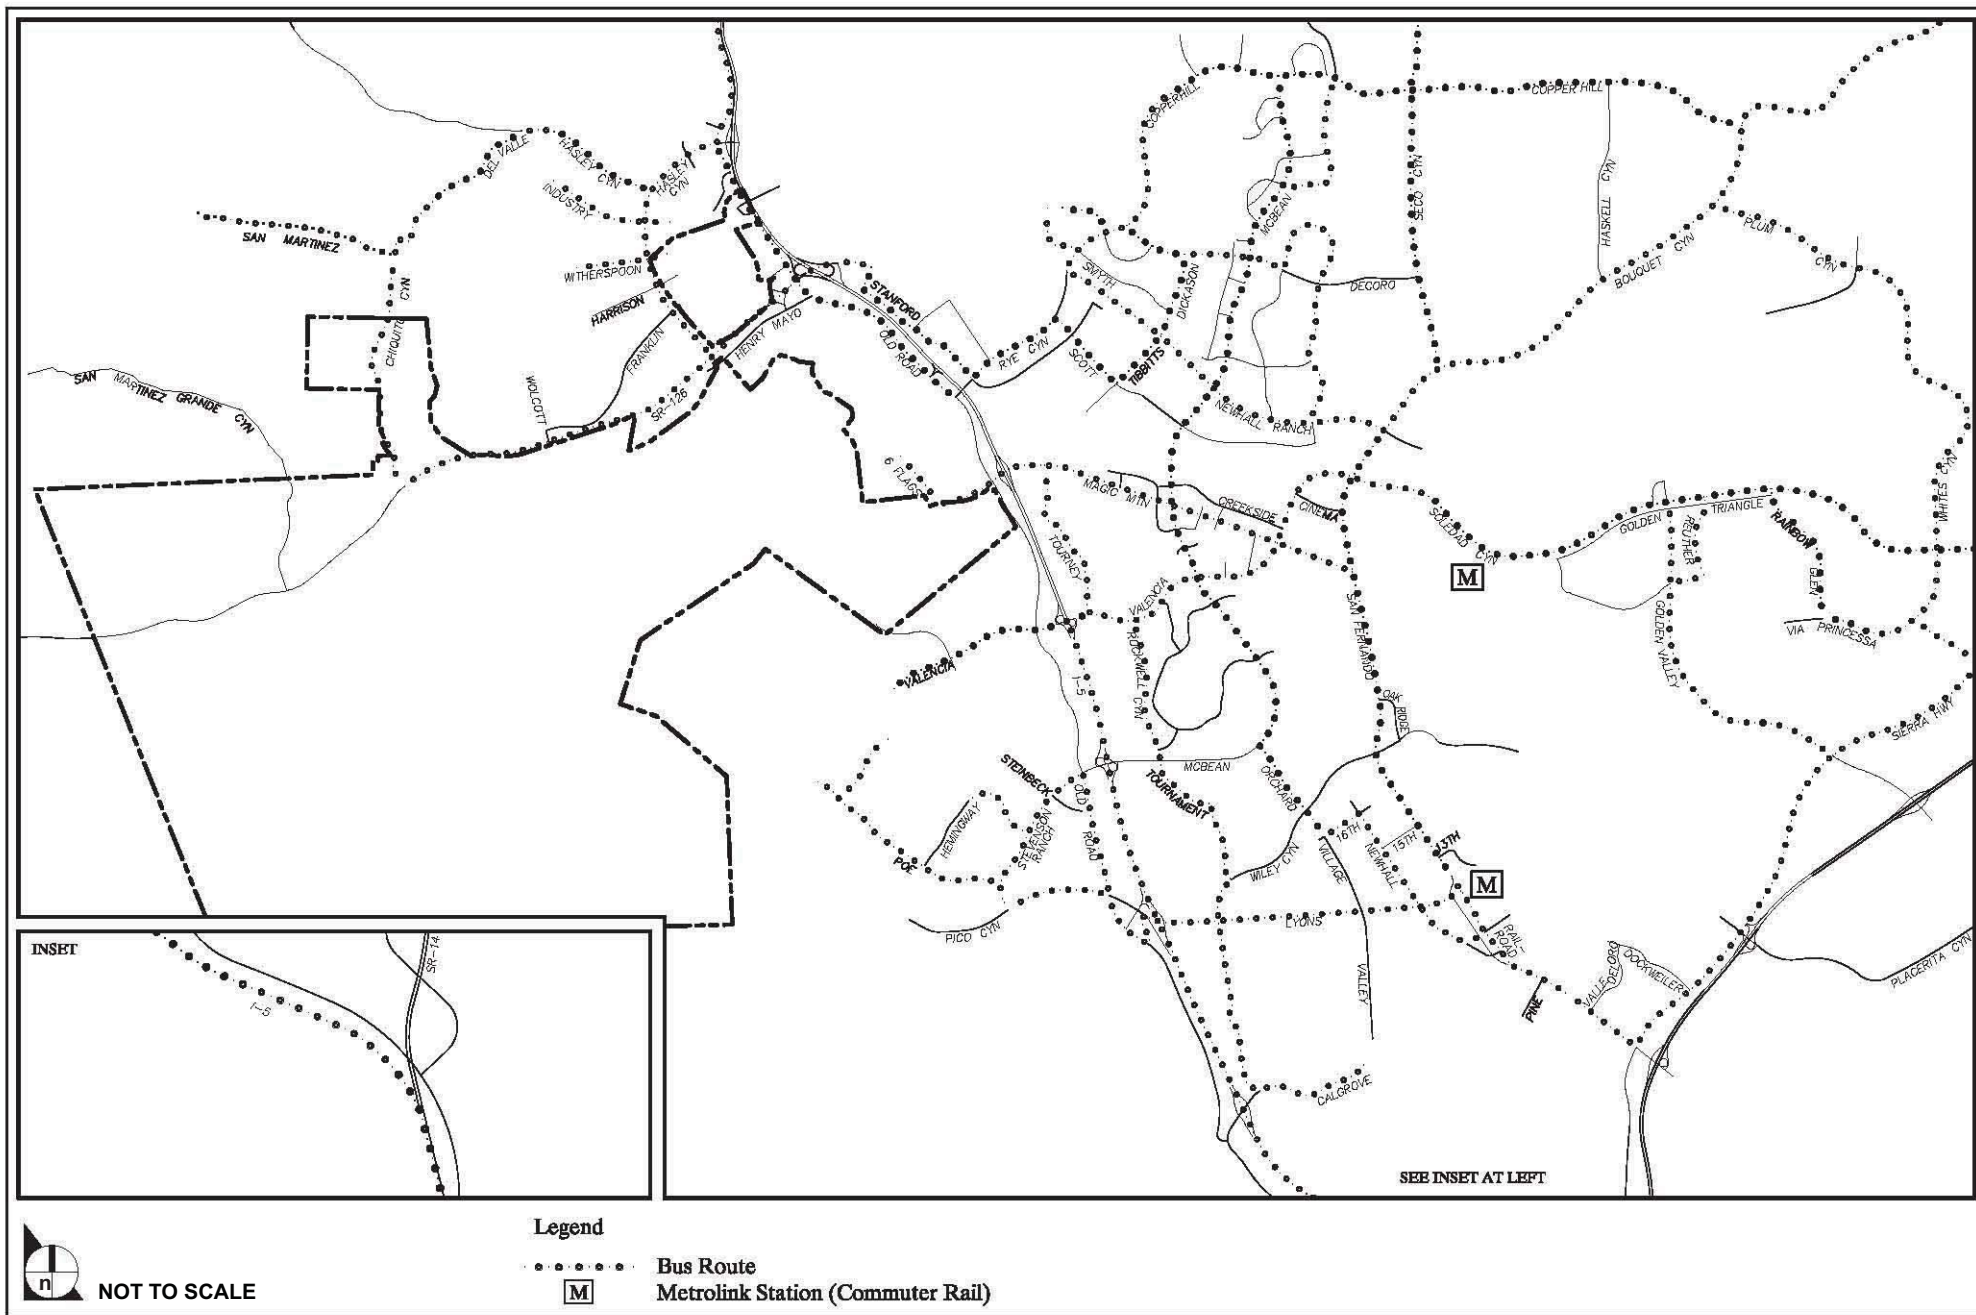 COPPER HILL
COPPERHILL
DEL VALLE
HASLEY CYN
HASLEY CYN
INDUSTRY
SAN MARTINEZ
CHIQUITO CYN
WITHERSPOON
HARRISON
FRANKLIN
HENRY MAYO
WOLCOTT
SR-126
SAN MARTINEZ GRANDE CYN
STANFORD
OLD ROAD
RYE CYN
SMYTH
SCOTT
TIBBITTS
DICKASON
MCBEAN
DECORO
SECO CYN
HASKELL CYN
BOUQUET CYN
PLUM CYN
NEWHALL RANCH
6 FLAGS
MAGIC MTN
CREEKSIDE
CINEMA
SOLEDAD CYN
GOLDEN TRIANGLE
REUTHER
RAINBOW
GLEN
WHITES CYN
VIA PRINCESSA
GOLDEN VALLEY
SIERRA HWY
M
TOURNEY
VALENCIA
VALENCIA
ROCKWELL CYN
I-5
SAN FERNANDO
OAK RIDGE
MCBEAN
ORCHARD
TOURNAMENT
STEINBECK
OLD ROAD
HEMINGWAY
STEVENSON RANCH
POE
PICO CYN
WILEY CYN
VILLAGE
16TH
15TH
13TH
NEWHALL
M
LYONS
RAIL-
ROAD
VALLEY
PINE
VALLE DELORO
DOCKWEILER
PLACERITA CYN
CALGROVE
SEE INSET AT LEFT
INSET
I-5
SR-14
n
NOT TO SCALE
Legend
Bus Route
M Metrolink Station (Commuter Rail)